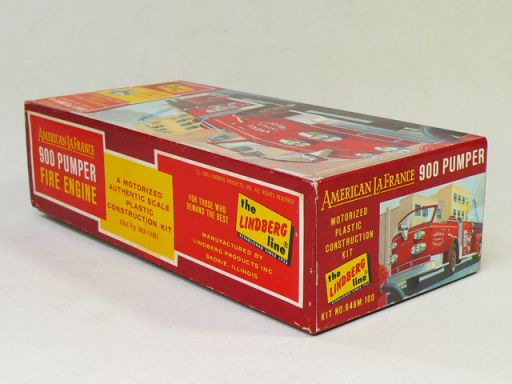 AMERICAN LAFRANCE
900 PUMPER
FIRE ENGINE
A MOTORIZED
AUTHENTIC SCALE
PLASTIC
CONSTRUCTION KIT
FOR THOSE WHO
DEMAND THE BEST
the
LINDBERG
line
MANUFACTURED BY
LINDBERG PRODUCTS INC.
SKOKIE, ILLINOIS
AMERICAN LAFRANCE 900 PUMPER
MOTORIZED
PLASTIC
CONSTRUCTION
KIT
the
LINDBERG
line
KIT NO. 645M:100